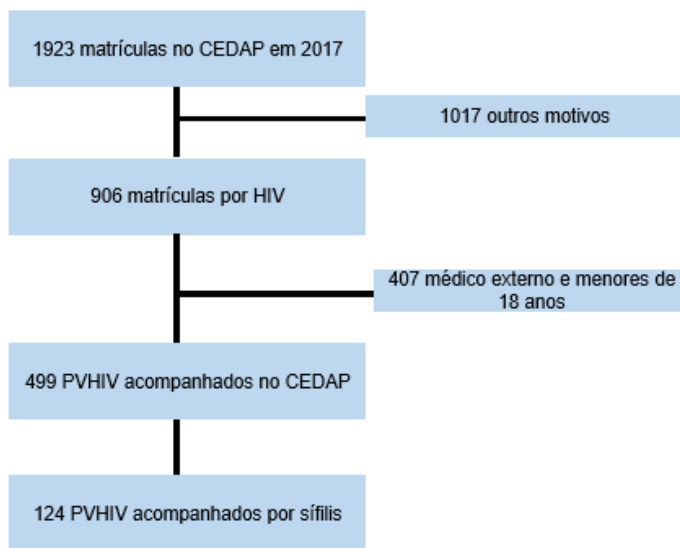 1923 matrículas no CEDAP em 2017
1017 outros motivos
906 matrículas por HIV
407 médico externo e menores de
18 anos
499 PVHIV acompanhados no CEDAP
124 PVHIV acompanhados por sífilis